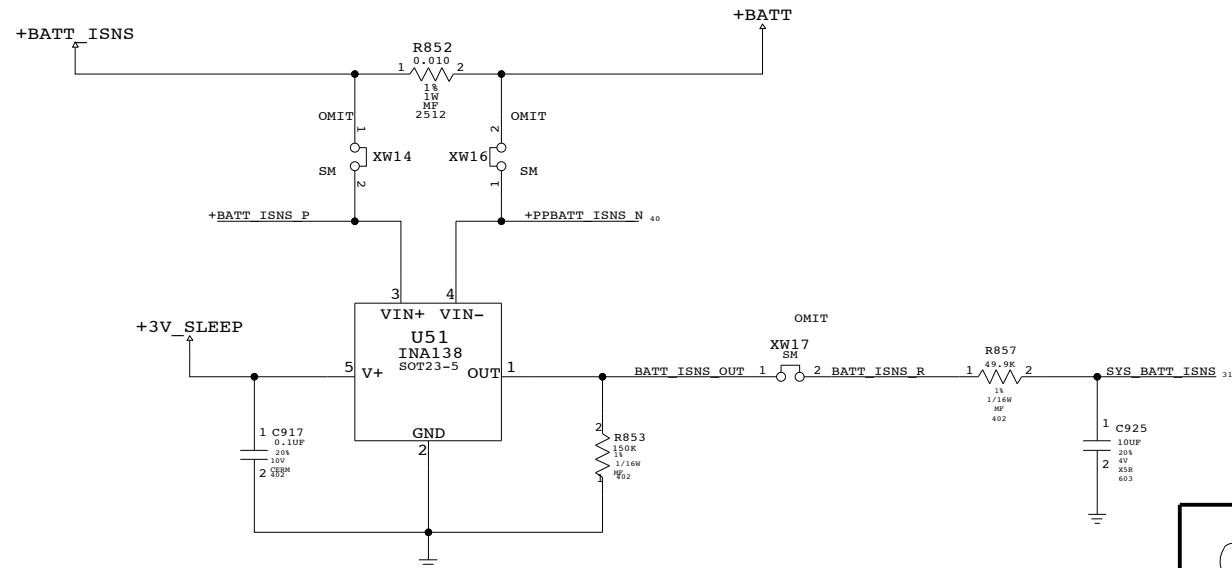 +BATT
+BATT_ISNS
R852
0.010
1 2
1%
1W
MF
2512
OMIT
1
OMIT
2
XW14
XW16
SM
2
SM
1
+BATT_ISNS_P
+PPBATT_ISNS_N 40
3 4
VIN+ VIN-
U51
INA138
SOT23-5
+3V_SLEEP
5 V+
OUT 1
GND
2
OMIT
XW17
SM
BATT_ISNS_OUT 1 2 BATT_ISNS_R
R857
49.9K
1 2
1%
1/16W
MF
402
SYS_BATT_ISNS 31
1 C917
0.1UF
20%
10V
CERM
402
2
2
R853
150K
1%
1/16W
MF
402
1
1 C925
10UF
20%
4V
X5R
603
2